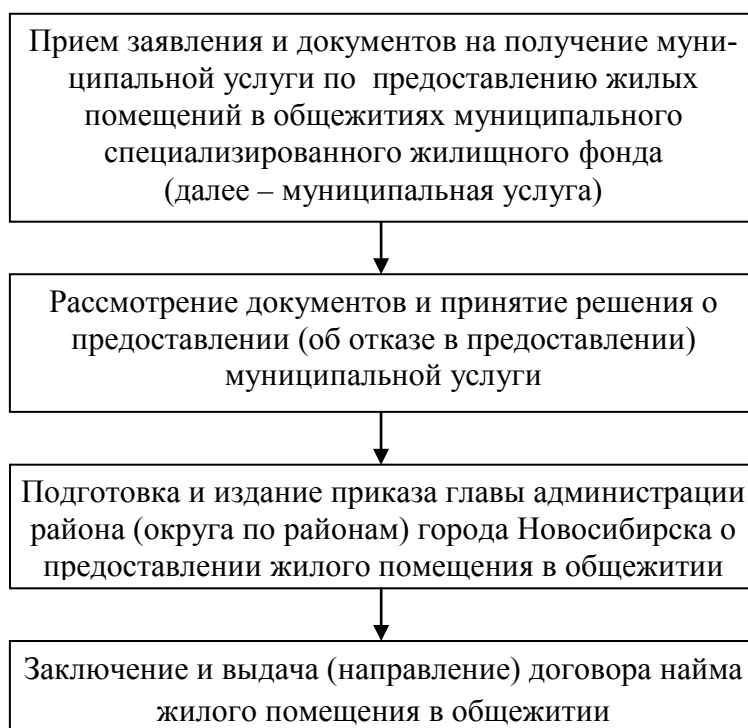 Прием заявления и документов на получение муни-
ципальной услуги по предоставлению жилых
помещений в общежитиях муниципального
специализированного жилищного фонда
(далее – муниципальная услуга)
Рассмотрение документов и принятие решения о
предоставлении (об отказе в предоставлении)
муниципальной услуги
Подготовка и издание приказа главы администрации
района (округа по районам) города Новосибирска о
предоставлении жилого помещения в общежитии
Заключение и выдача (направление) договора найма
жилого помещения в общежитии